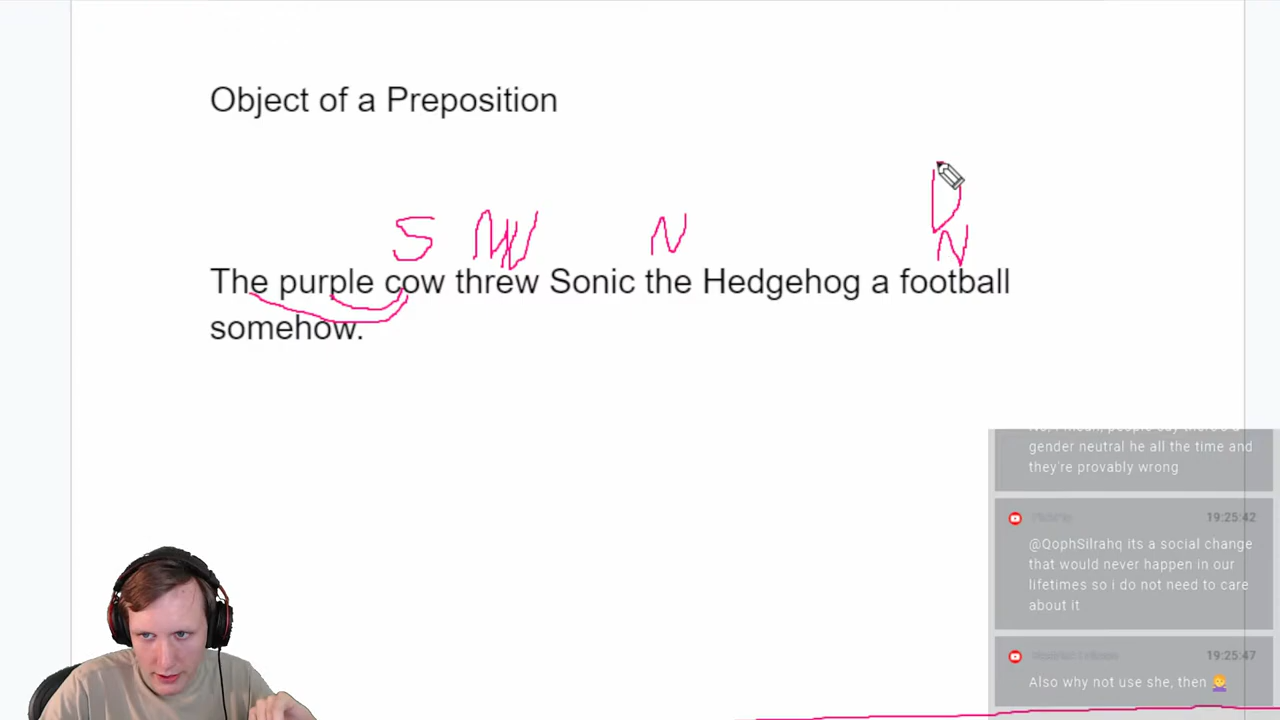 Object of a Preposition
D
S N V N N
The purple cow threw Sonic the Hedgehog a football
somehow.
gender neutral he all the time and
they're provably wrong
19:25:42
@QophSilrahq its a social change
that would never happen in our
lifetimes so i do not need to care
about it
19:25:47
Also why not use she, then 🤷‍♀️